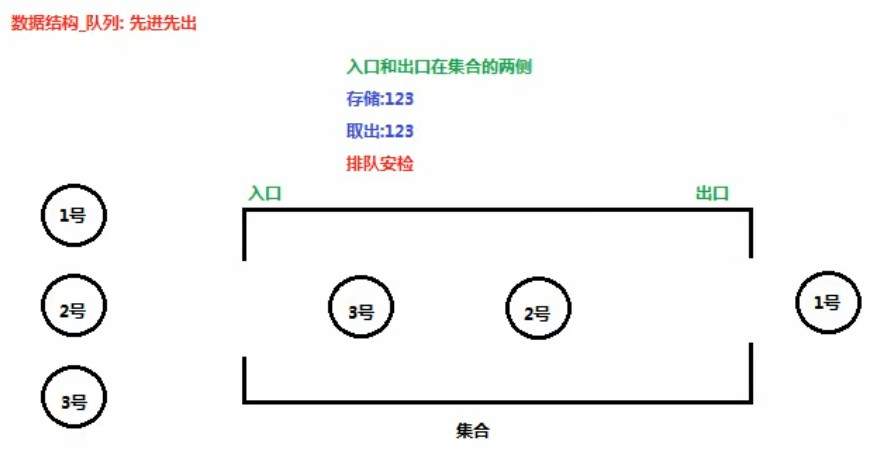 数据结构_队列: 先进先出
入口和出口在集合的两侧
存储:123
取出:123
排队安检
入口
出口
1号
2号
3号
3号
2号
1号
集合